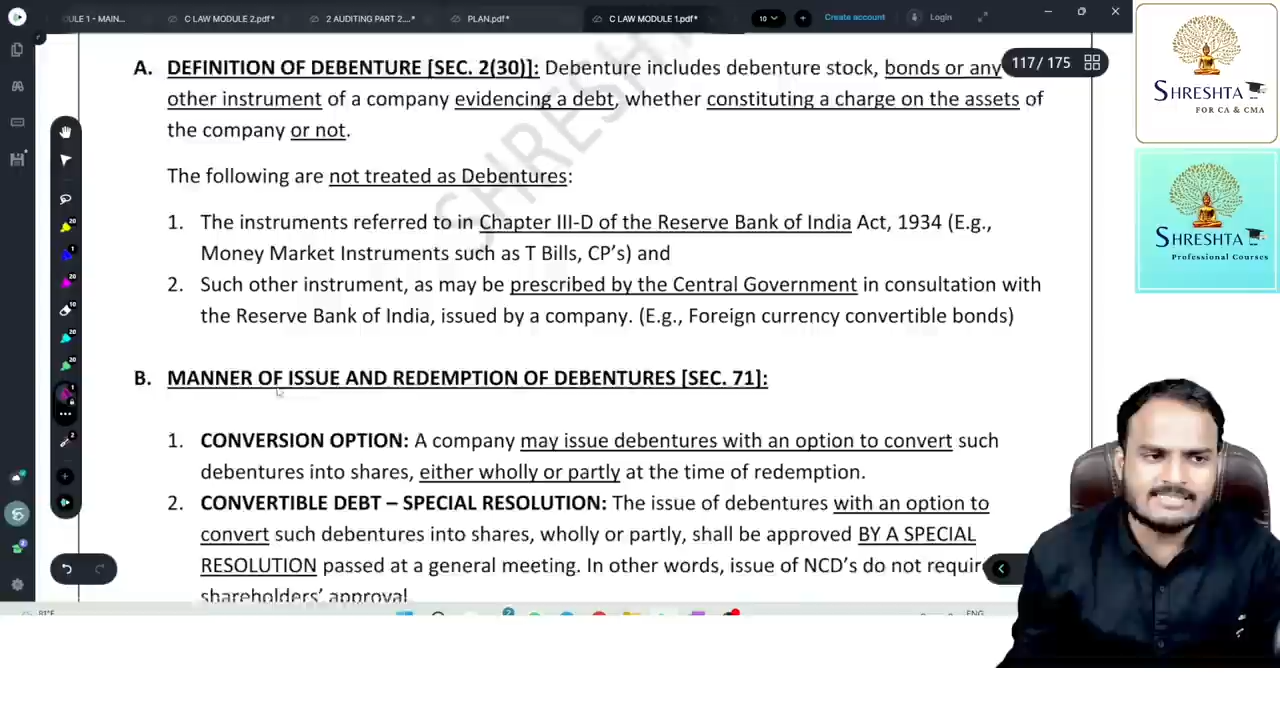 ULE 1 - MAIN...
C LAW MODULE 2.pdf*
2 AUDITING PART 2....*
PLAN.pdf*
C LAW MODULE 1.pdf*
10
Create account
Login
117/ 175
A. DEFINITION OF DEBENTURE [SEC. 2(30)]: Debenture includes debenture stock, bonds or any
other instrument of a company evidencing a debt, whether constituting a charge on the assets of
the company or not.
The following are not treated as Debentures:
1. The instruments referred to in Chapter III-D of the Reserve Bank of India Act, 1934 (E.g.,
Money Market Instruments such as T Bills, CP's) and
2. Such other instrument, as may be prescribed by the Central Government in consultation with
the Reserve Bank of India, issued by a company. (E.g., Foreign currency convertible bonds)
B. MANNER OF ISSUE AND REDEMPTION OF DEBENTURES [SEC. 71]:
1. CONVERSION OPTION: A company may issue debentures with an option to convert such
debentures into shares, either wholly or partly at the time of redemption.
2. CONVERTIBLE DEBT – SPECIAL RESOLUTION: The issue of debentures with an option to
convert such debentures into shares, wholly or partly, shall be approved BY A SPECIAL
RESOLUTION passed at a general meeting. In other words, issue of NCD's do not requir
shareholders' approval.
SHRESHT
81°F
ENG
SHRESHTA
FOR CA & CMA
SHRESHTA
Professional Courses